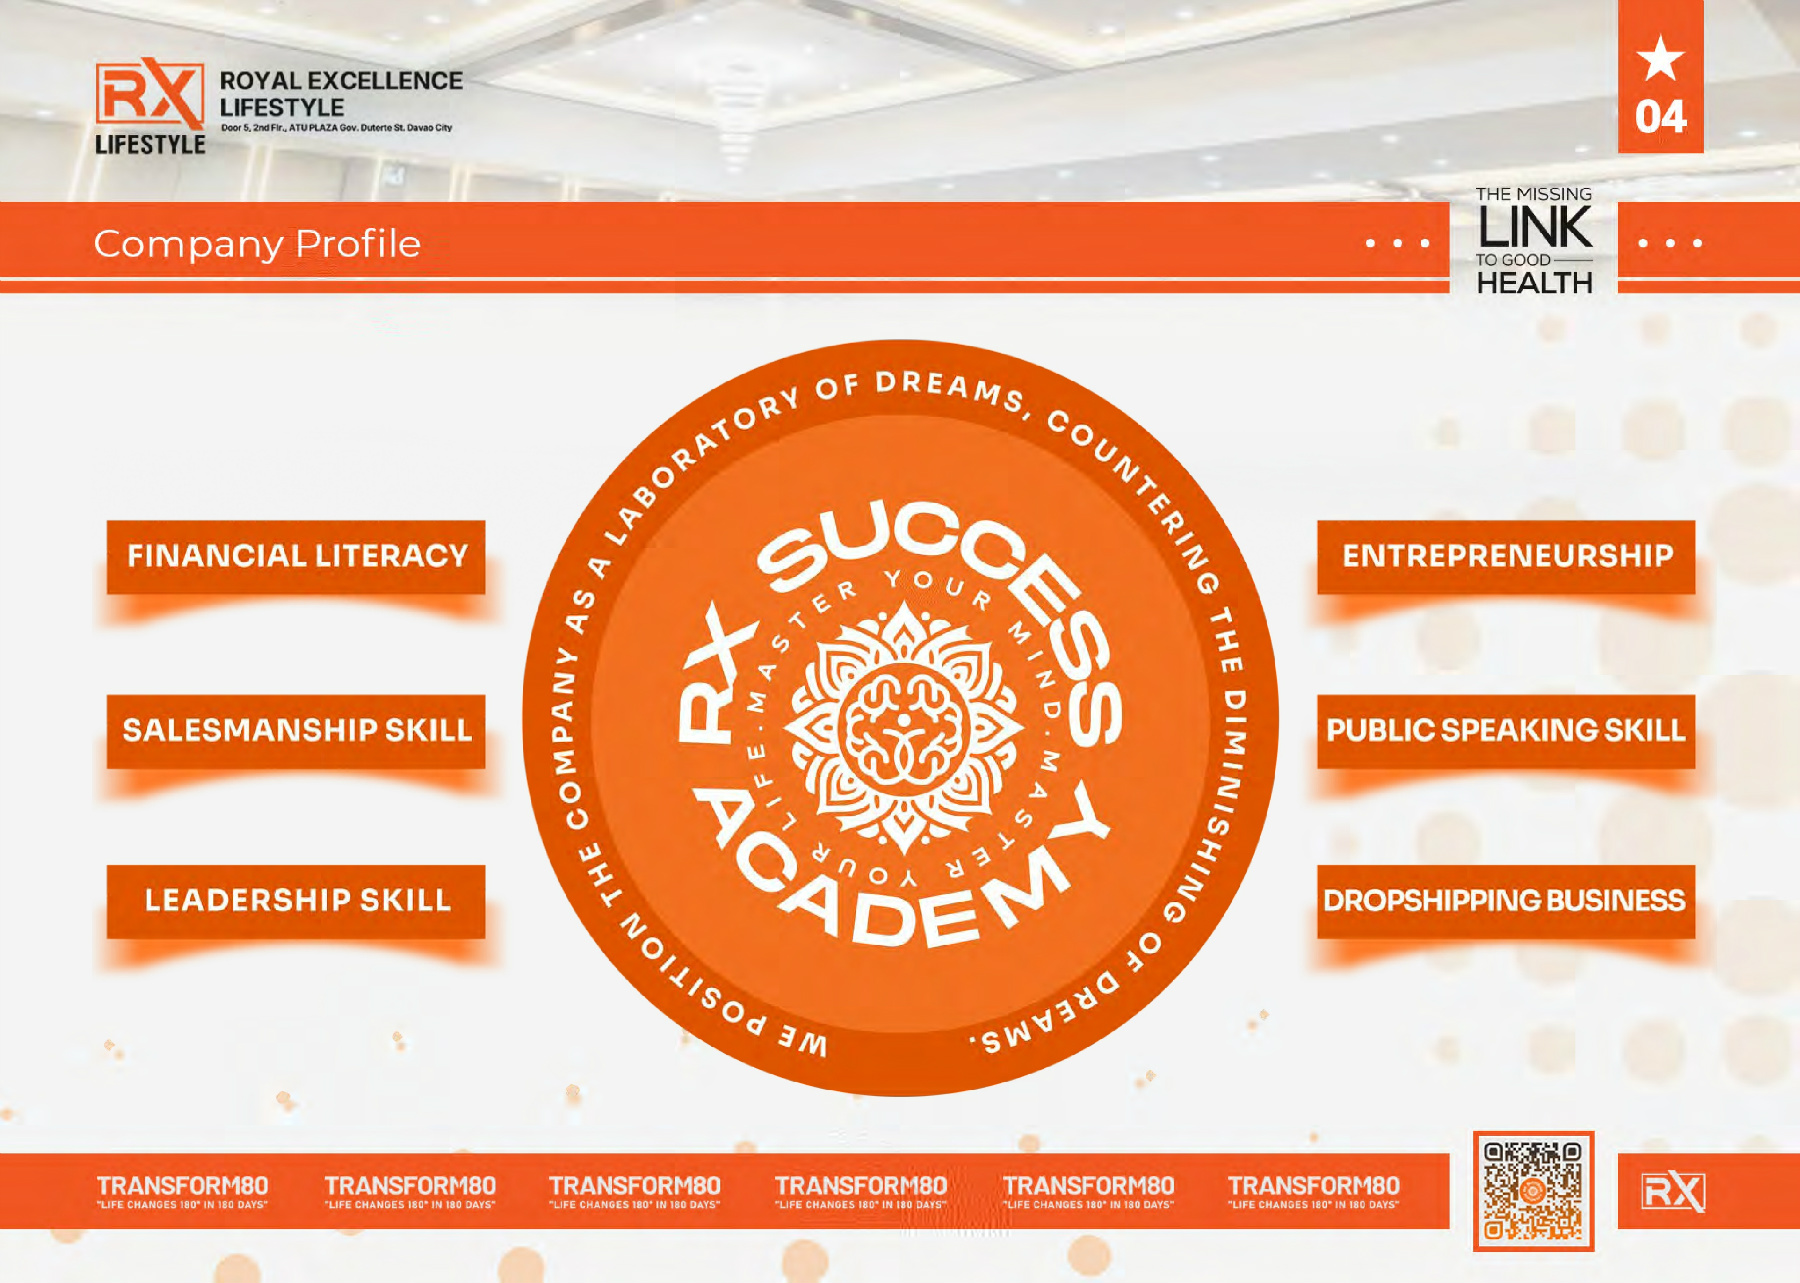 RX
LIFESTYLE
ROYAL EXCELLENCE
LIFESTYLE
Door 5, 2nd Flr., ATU PLAZA Gov. Duterte St. Davao City
04
Company Profile
THE MISSING
LINK
TO GOOD
HEALTH
WE POSITION THE COMPANY AS A LABORATORY OF DREAMS, COUNTERING THE DIMINISHING OF DREAMS.
RX SUCCESS
ACADEMY
MASTER YOUR MIND.MASTER YOUR LIFE.
FINANCIAL LITERACY
SALESMANSHIP SKILL
LEADERSHIP SKILL
ENTREPRENEURSHIP
PUBLIC SPEAKING SKILL
DROPSHIPPING BUSINESS
TRANSFORM80
"LIFE CHANGES 180° IN 180 DAYS"
TRANSFORM80
"LIFE CHANGES 180° IN 180 DAYS"
TRANSFORM80
"LIFE CHANGES 180° IN 180 DAYS"
TRANSFORM80
"LIFE CHANGES 180° IN 180 DAYS"
TRANSFORM80
"LIFE CHANGES 180° IN 180 DAYS"
TRANSFORM80
"LIFE CHANGES 180° IN 180 DAYS"
RX